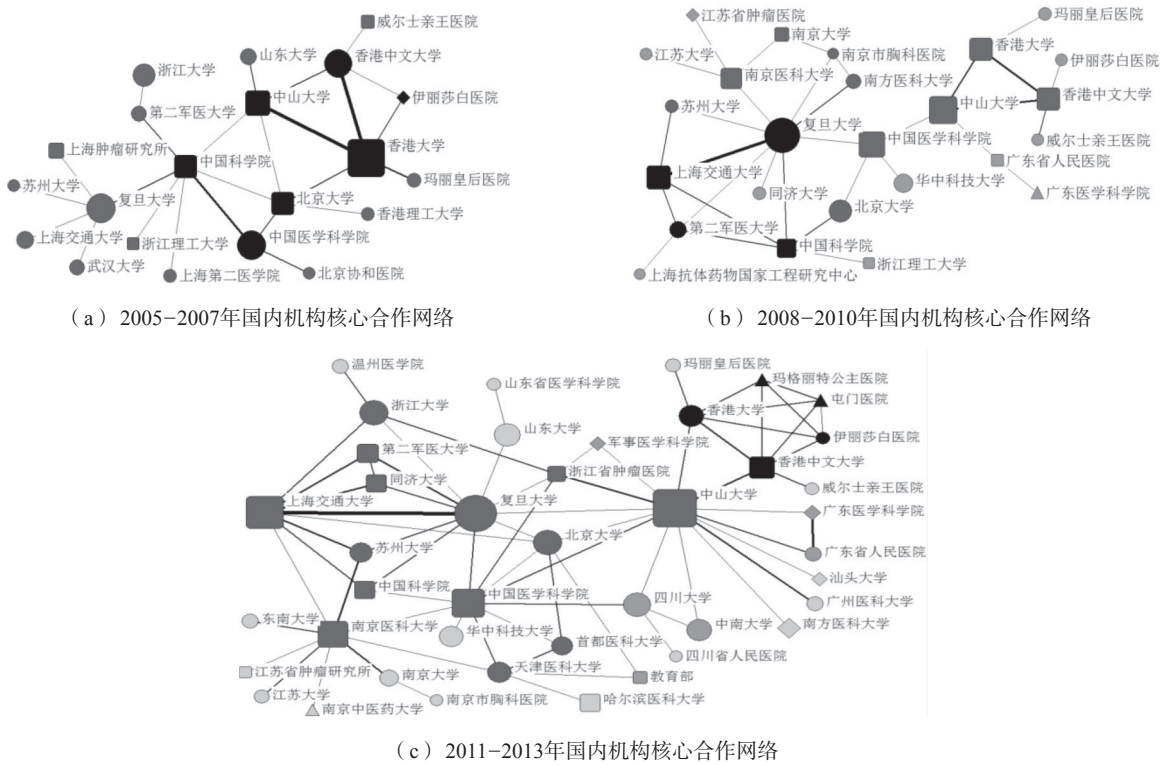 威尔士亲王医院
山东大学
香港中文大学
浙江大学
伊丽莎白医院
中山大学
第二军医大学
香港大学
上海肿瘤研究所
中国科学院
玛丽皇后医院
苏州大学
复旦大学
北京大学
香港理工大学
上海交通大学
浙江理工大学
中国医学科学院
武汉大学
上海第二医学院
北京协和医院
(a) 2005-2007年国内机构核心合作网络
江苏省肿瘤医院
玛丽皇后医院
南京大学
香港大学
江苏大学
南京市胸科医院
伊丽莎白医院
南京医科大学
南方医科大学
中山大学
香港中文大学
苏州大学
复旦大学
中国医学科学院
威尔士亲王医院
广东省人民医院
上海交通大学
同济大学
华中科技大学
广东医学科学院
北京大学
第二军医大学
中国科学院
浙江理工大学
上海抗体药物国家工程研究中心
(b) 2008-2010年国内机构核心合作网络
温州医学院
山东省医学科学院
玛丽皇后医院
玛格丽特公主医院
屯门医院
浙江大学
山东大学
香港大学
伊丽莎白医院
第二军医大学
军事医学科学院
浙江省肿瘤医院
香港中文大学
同济大学
威尔士亲王医院
上海交通大学
复旦大学
中山大学
广东医学科学院
苏州大学
北京大学
广东省人民医院
中国科学院
中国医学科学院
汕头大学
四川大学
广州医科大学
东南大学
南京医科大学
华中科技大学
中南大学
南方医科大学
首都医科大学
四川省人民医院
江苏省肿瘤研究所
南京大学
天津医科大学
教育部
江苏大学
南京市胸科医院
哈尔滨医科大学
南京中医药大学
(c) 2011-2013年国内机构核心合作网络